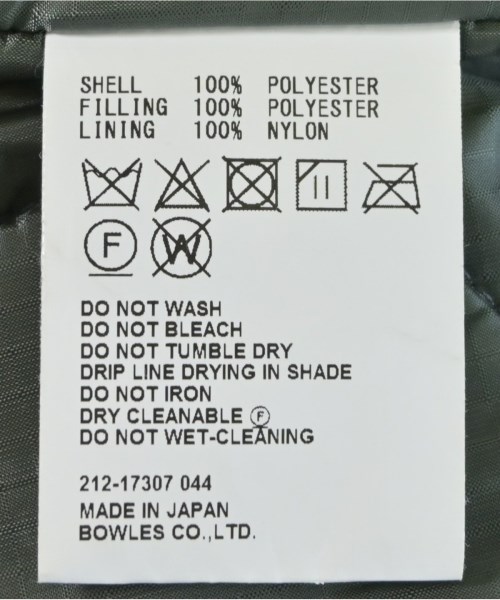 SHELL 100% POLYESTER
FILLING 100% POLYESTER
LINING 100% NYLON
F W
DO NOT WASH
DO NOT BLEACH
DO NOT TUMBLE DRY
DRIP LINE DRYING IN SHADE
DO NOT IRON
DRY CLEANABLE Ⓕ
DO NOT WET-CLEANING
212-17307 044
MADE IN JAPAN
BOWLES CO.,LTD.